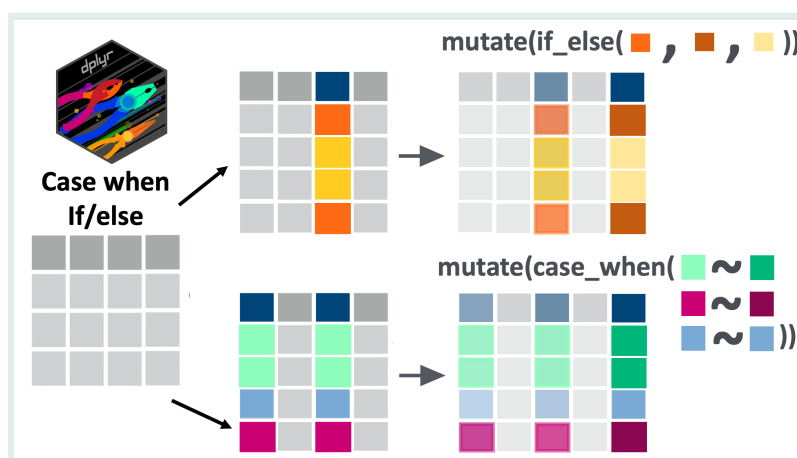 mutate(if_else( , , ))
dplyr
Case when
If/else
mutate(case_when( ~
~
~ ))